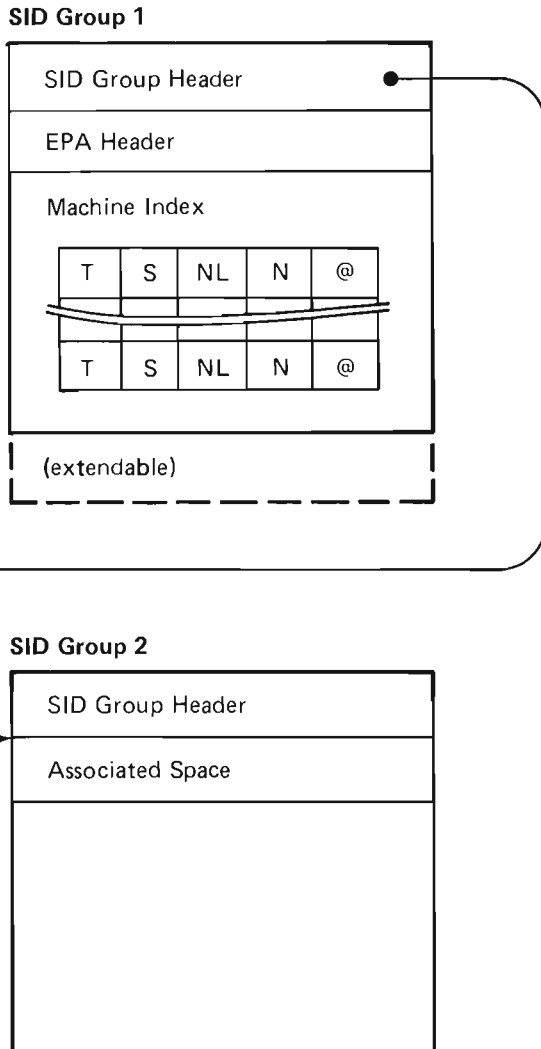 SID Group 1
SID Group Header
EPA Header
Machine Index
T S NL N @
T S NL N @
(extendable)
SID Group 2
SID Group Header
Associated Space